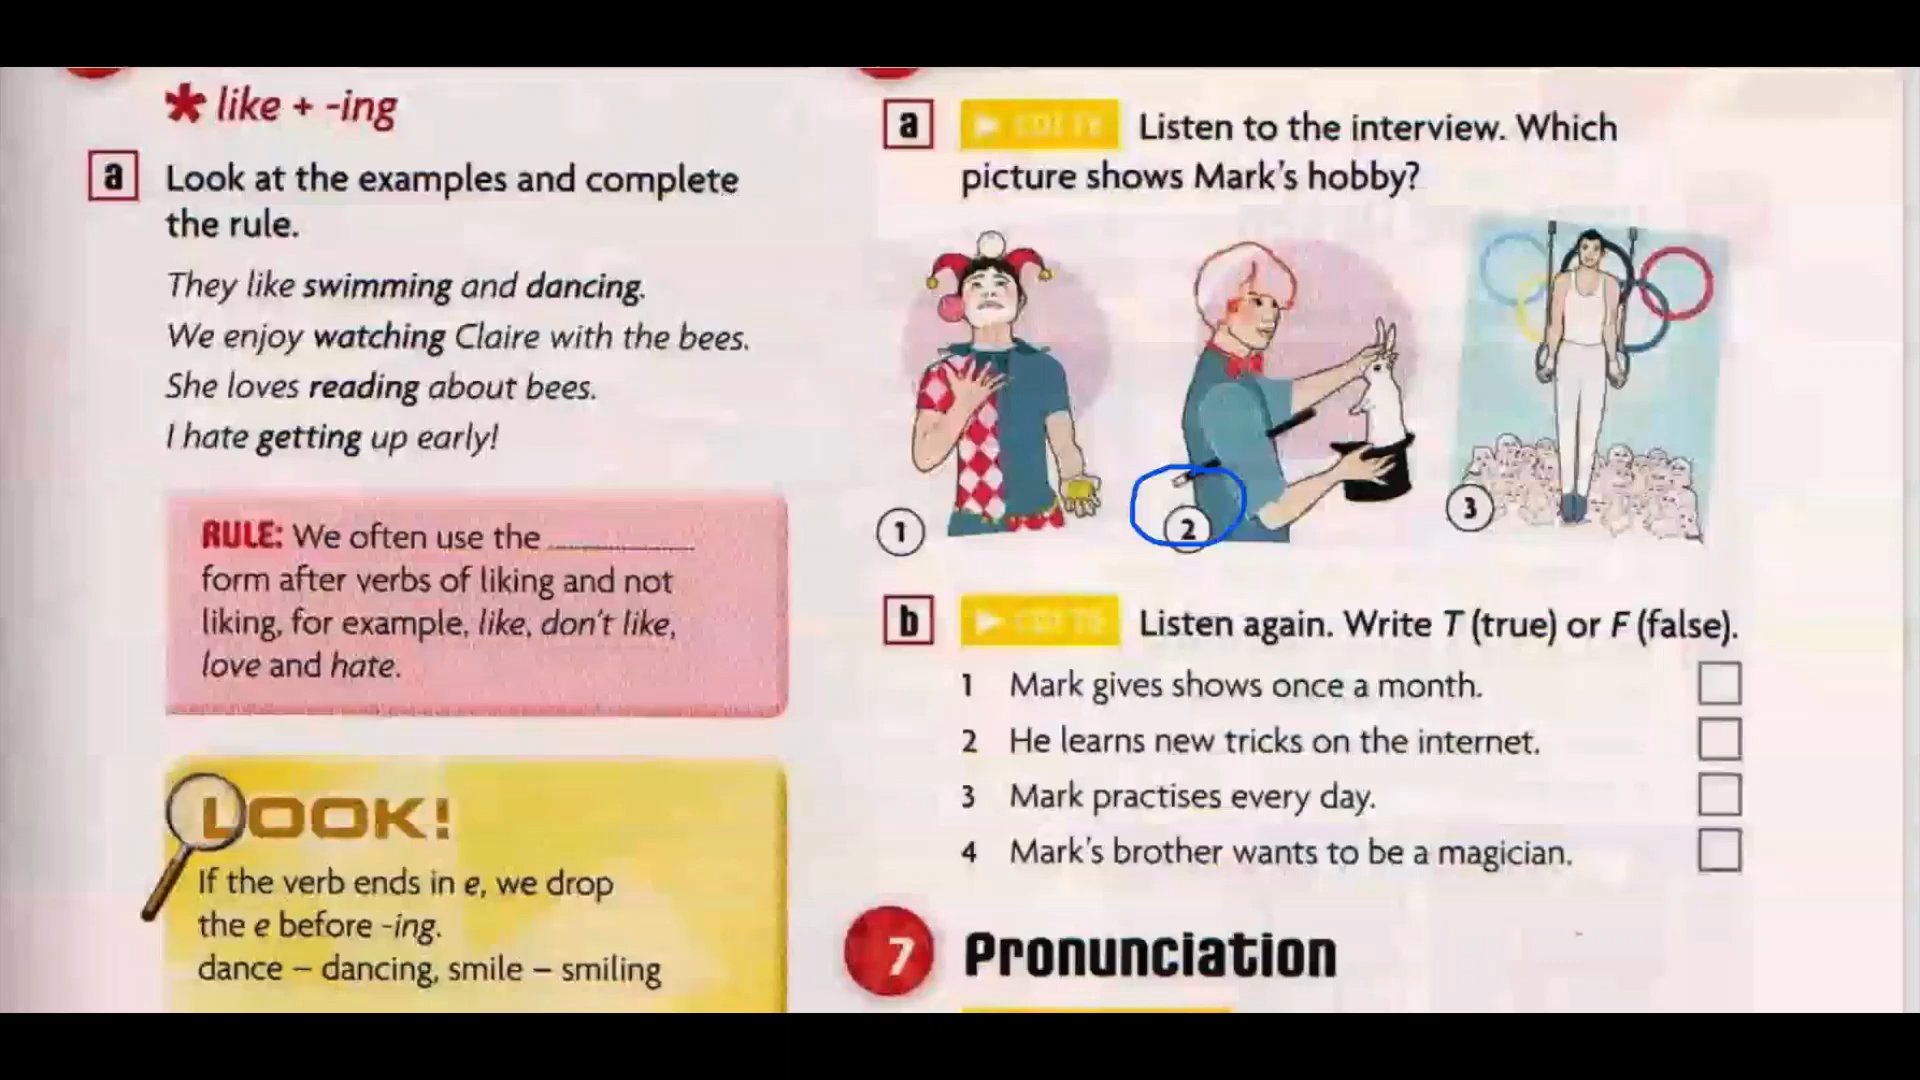 * like + -ing
a Look at the examples and complete
the rule.
They like swimming and dancing.
We enjoy watching Claire with the bees.
She loves reading about bees.
I hate getting up early!
RULE: We often use the ____________
form after verbs of liking and not
liking, for example, like, don't like,
love and hate.
LOOK!
If the verb ends in e, we drop
the e before -ing.
dance – dancing, smile – smiling
a Listen to the interview. Which
picture shows Mark's hobby?
1
2
3
b Listen again. Write T (true) or F (false).
1 Mark gives shows once a month.
2 He learns new tricks on the internet.
3 Mark practises every day.
4 Mark's brother wants to be a magician.
7 Pronunciation